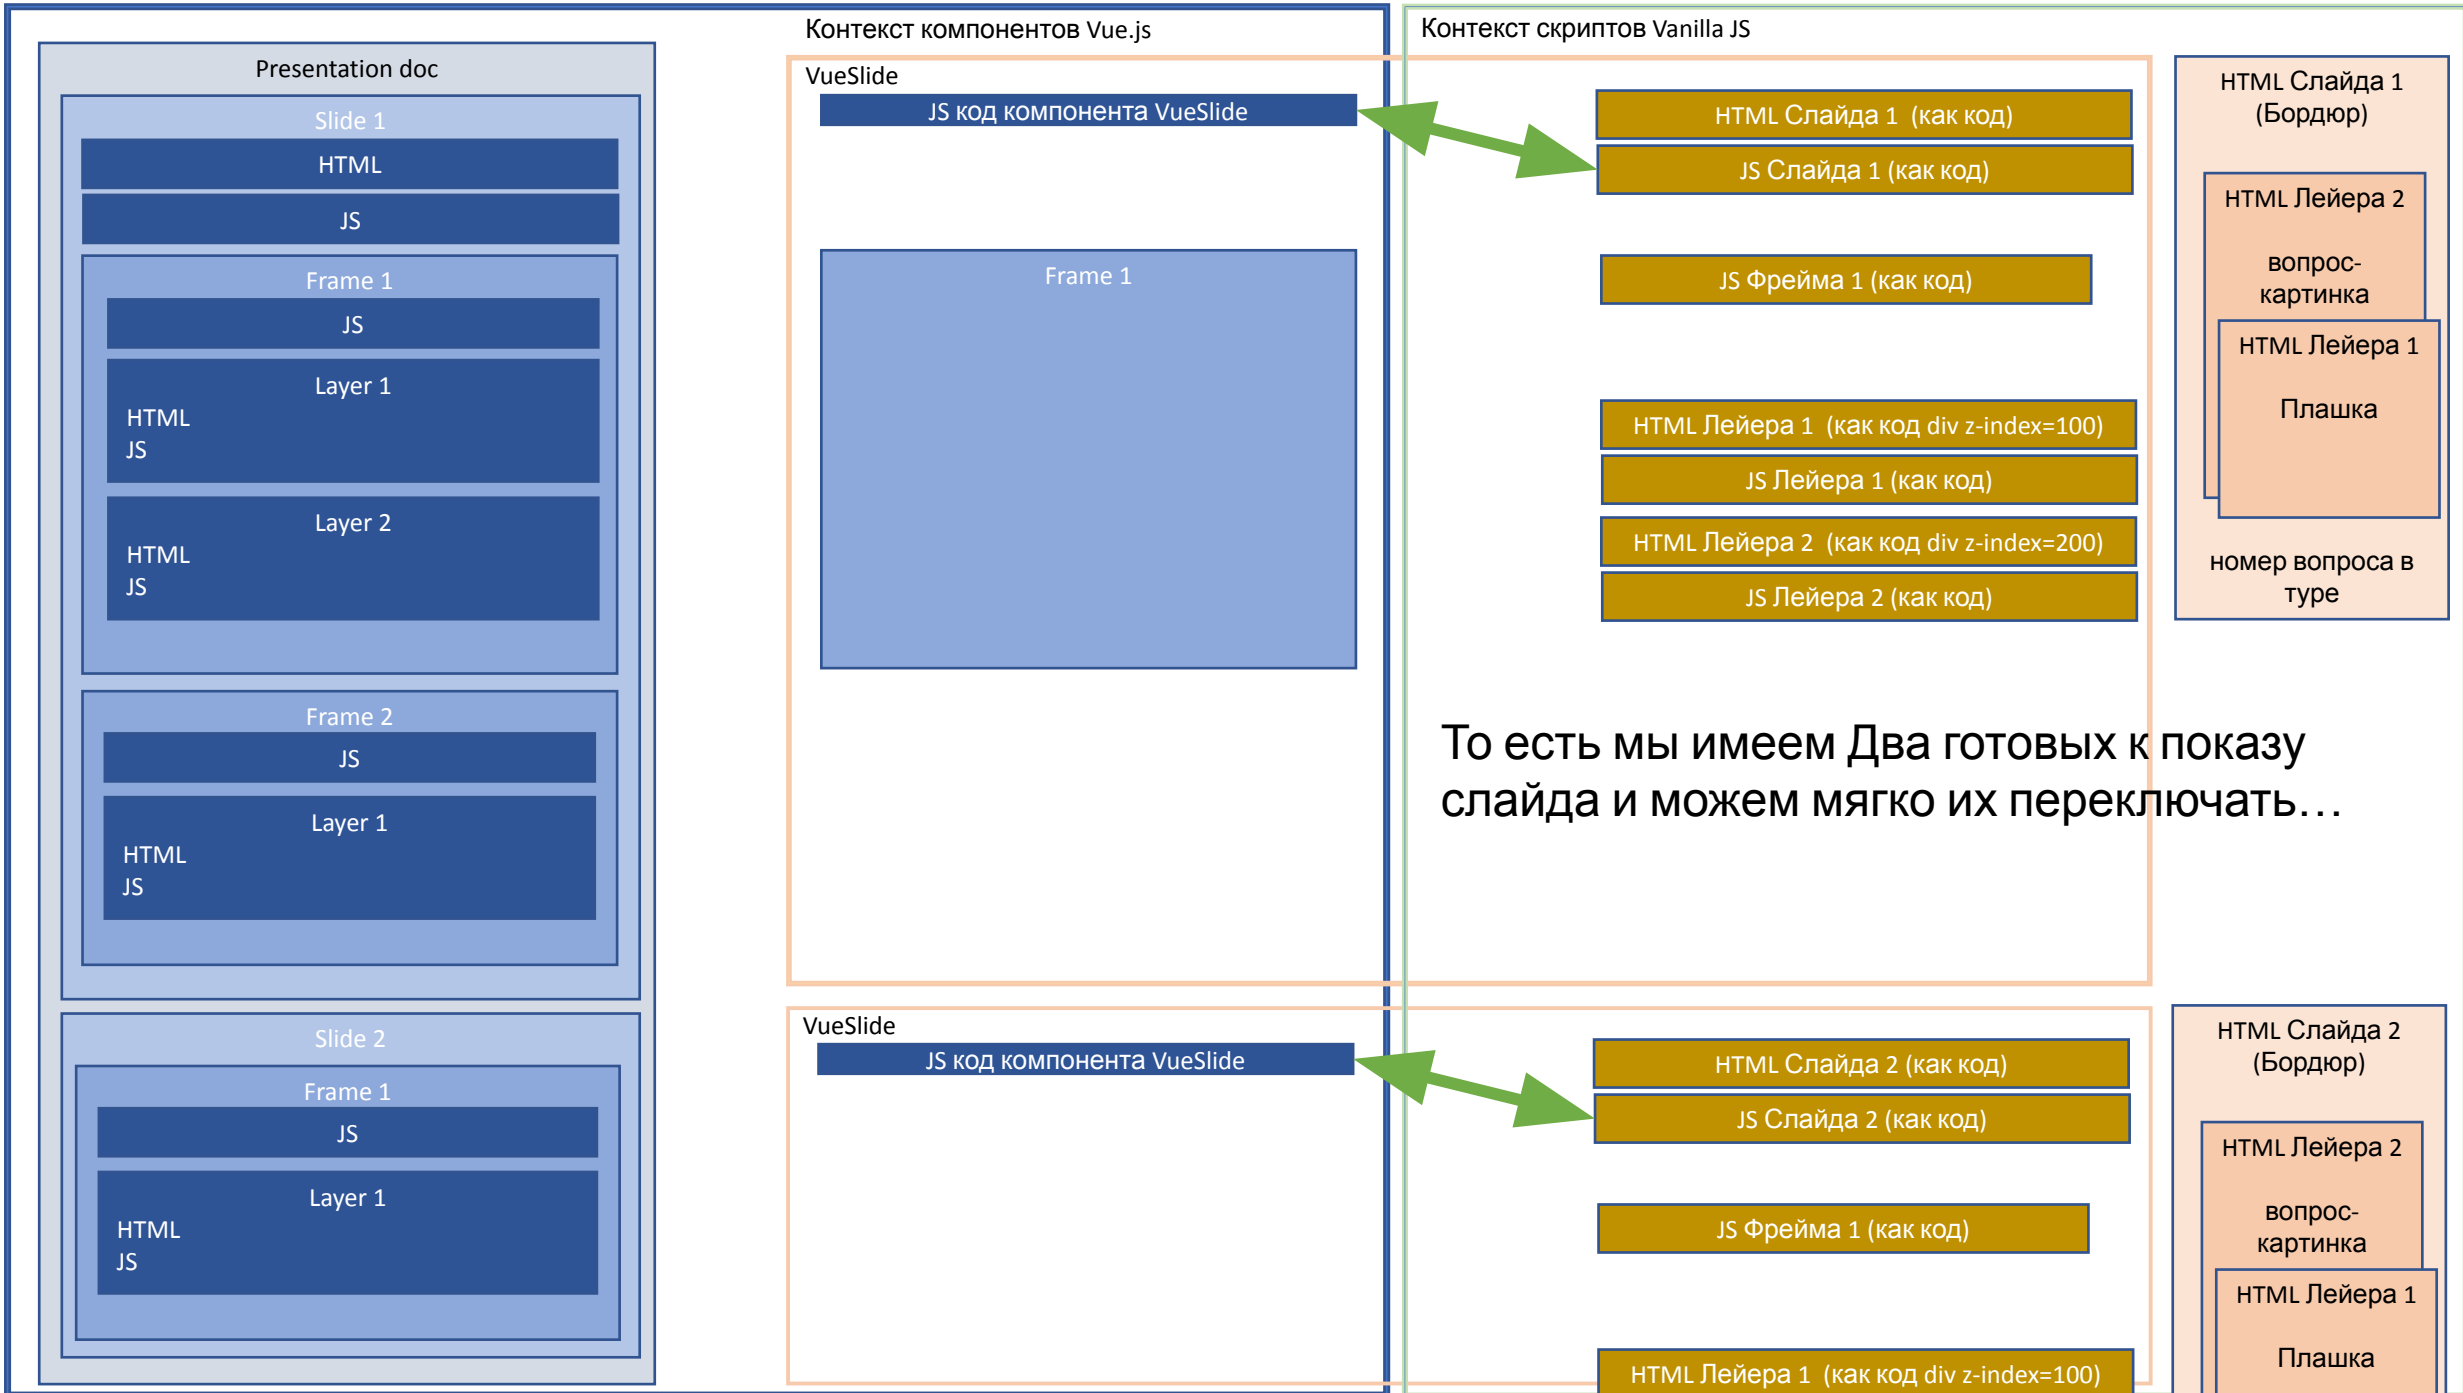 Контекст компонентов Vue.js
Контекст скриптов Vanilla JS
Presentation doc
Slide 1
HTML
JS
Frame 1
JS
Layer 1
HTML
JS
Layer 2
HTML
JS
Frame 2
JS
Layer 1
HTML
JS
Slide 2
Frame 1
JS
Layer 1
HTML
JS
VueSlide
JS код компонента VueSlide
Frame 1
HTML Слайда 1 (как код)
JS Слайда 1 (как код)
JS Фрейма 1 (как код)
HTML Лейера 1 (как код div z-index=100)
JS Лейера 1 (как код)
HTML Лейера 2 (как код div z-index=200)
JS Лейера 2 (как код)
HTML Слайда 1
(Бордюр)
HTML Лейера 2
вопрос-
картинка
HTML Лейера 1
Плашка
номер вопроса в
туре
То есть мы имеем Два готовых к показу
слайда и можем мягко их переключать…
VueSlide
JS код компонента VueSlide
HTML Слайда 2 (как код)
JS Слайда 2 (как код)
JS Фрейма 1 (как код)
HTML Лейера 1 (как код div z-index=100)
HTML Слайда 2
(Бордюр)
HTML Лейера 2
вопрос-
картинка
HTML Лейера 1
Плашка